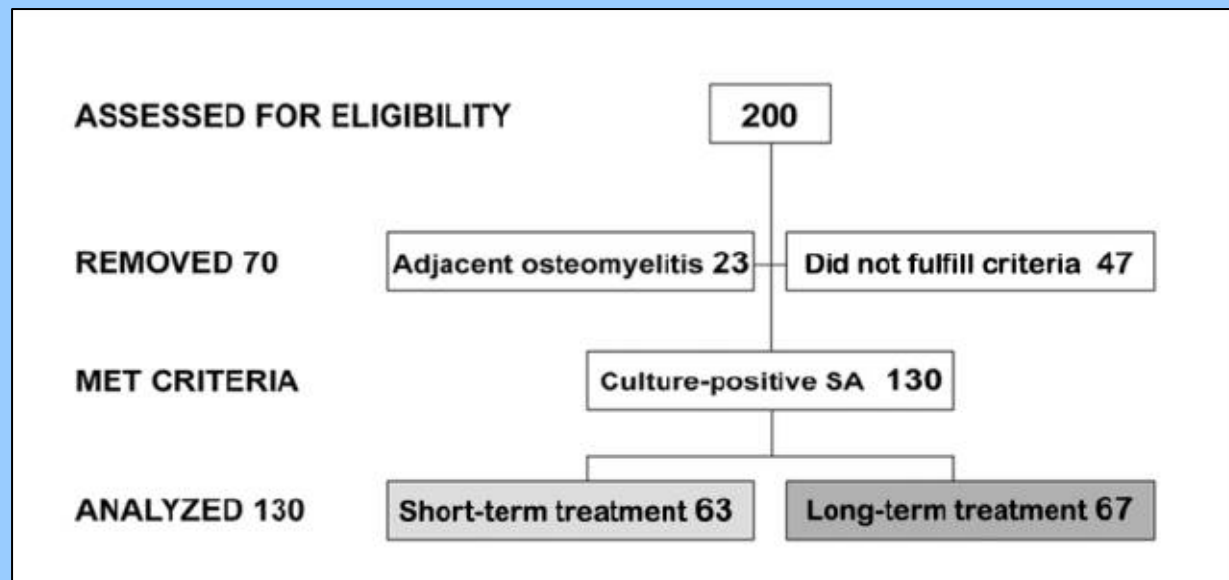 ASSESSED FOR ELIGIBILITY 200
REMOVED 70 Adjacent osteomyelitis 23 Did not fulfill criteria 47
MET CRITERIA Culture-positive SA 130
ANALYZED 130 Short-term treatment 63 Long-term treatment 67